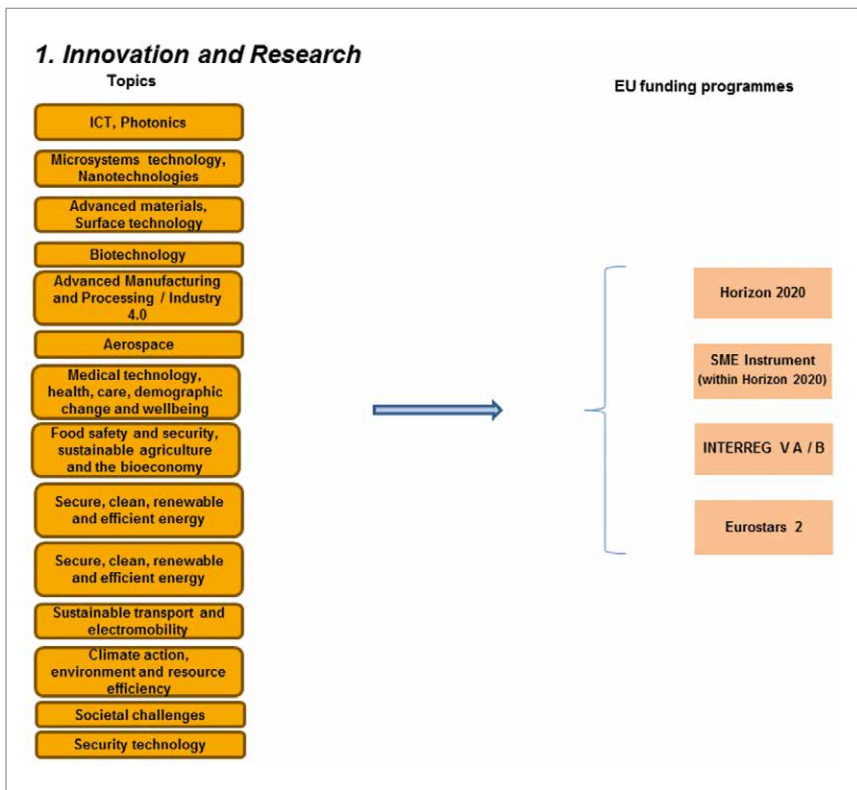 1. Innovation and Research
Topics
EU funding programmes
ICT, Photonics
Microsystems technology,
Nanotechnologies
Advanced materials,
Surface technology
Biotechnology
Advanced Manufacturing
and Processing / Industry
4.0
Aerospace
Medical technology,
health, care, demographic
change and wellbeing
Food safety and security,
sustainable agriculture
and the bioeconomy
Secure, clean, renewable
and efficient energy
Secure, clean, renewable
and efficient energy
Sustainable transport and
electromobility
Climate action,
environment and resource
efficiency
Societal challenges
Security technology
Horizon 2020
SME Instrument
(within Horizon 2020)
INTERREG V A / B
Eurostars 2